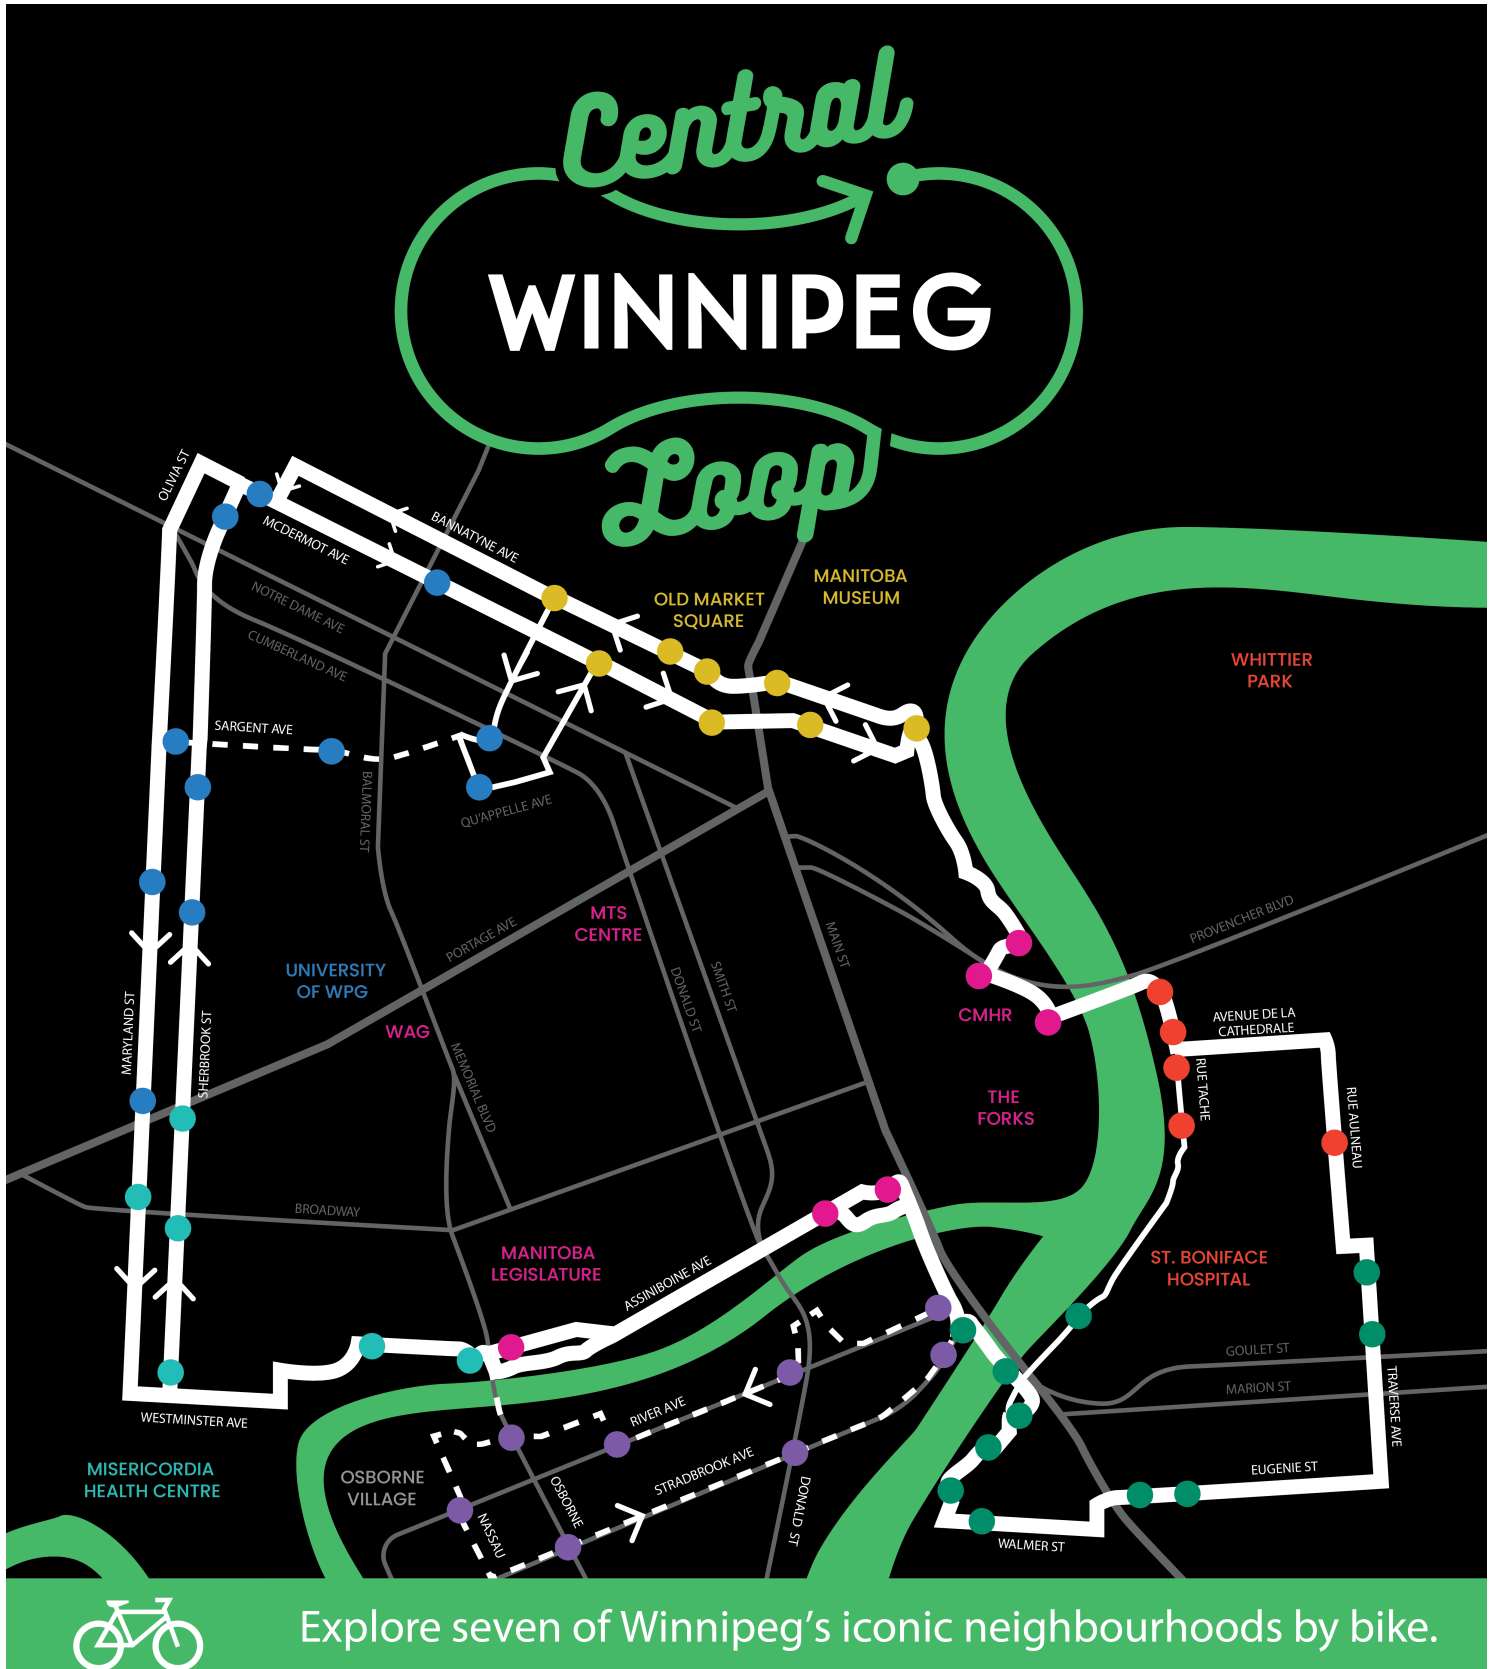 Central
WINNIPEG
Loop
OLIVIA ST
MCDERMOT AVE
BANNATYNE AVE
MANITOBA
MUSEUM
OLD MARKET
SQUARE
NOTRE DAME AVE
CUMBERLAND AVE
WHITTIER
PARK
SARGENT AVE
BALMORAL ST
QU'APPELLE AVE
MTS
CENTRE
PORTAGE AVE
MAIN ST
PROVENCHER BLVD
UNIVERSITY
OF WPG
DONALD ST
SMITH ST
WAG
CMHR
AVENUE DE LA
CATHEDRALE
MARYLAND ST
SHERBROOK ST
MEMORIAL BLVD
THE
FORKS
RUE TACHE
RUE AULNEAU
BROADWAY
MANITOBA
LEGISLATURE
ASSINIBOINE AVE
ST. BONIFACE
HOSPITAL
GOULET ST
MARION ST
TRAVERSE AVE
WESTMINSTER AVE
RIVER AVE
MISERICORDIA
HEALTH CENTRE
OSBORNE
VILLAGE
STRADBROOK AVE
EUGENIE ST
NASSAU
OSBORNE
DONALD ST
WALMER ST
Explore seven of Winnipeg's iconic neighbourhoods by bike.